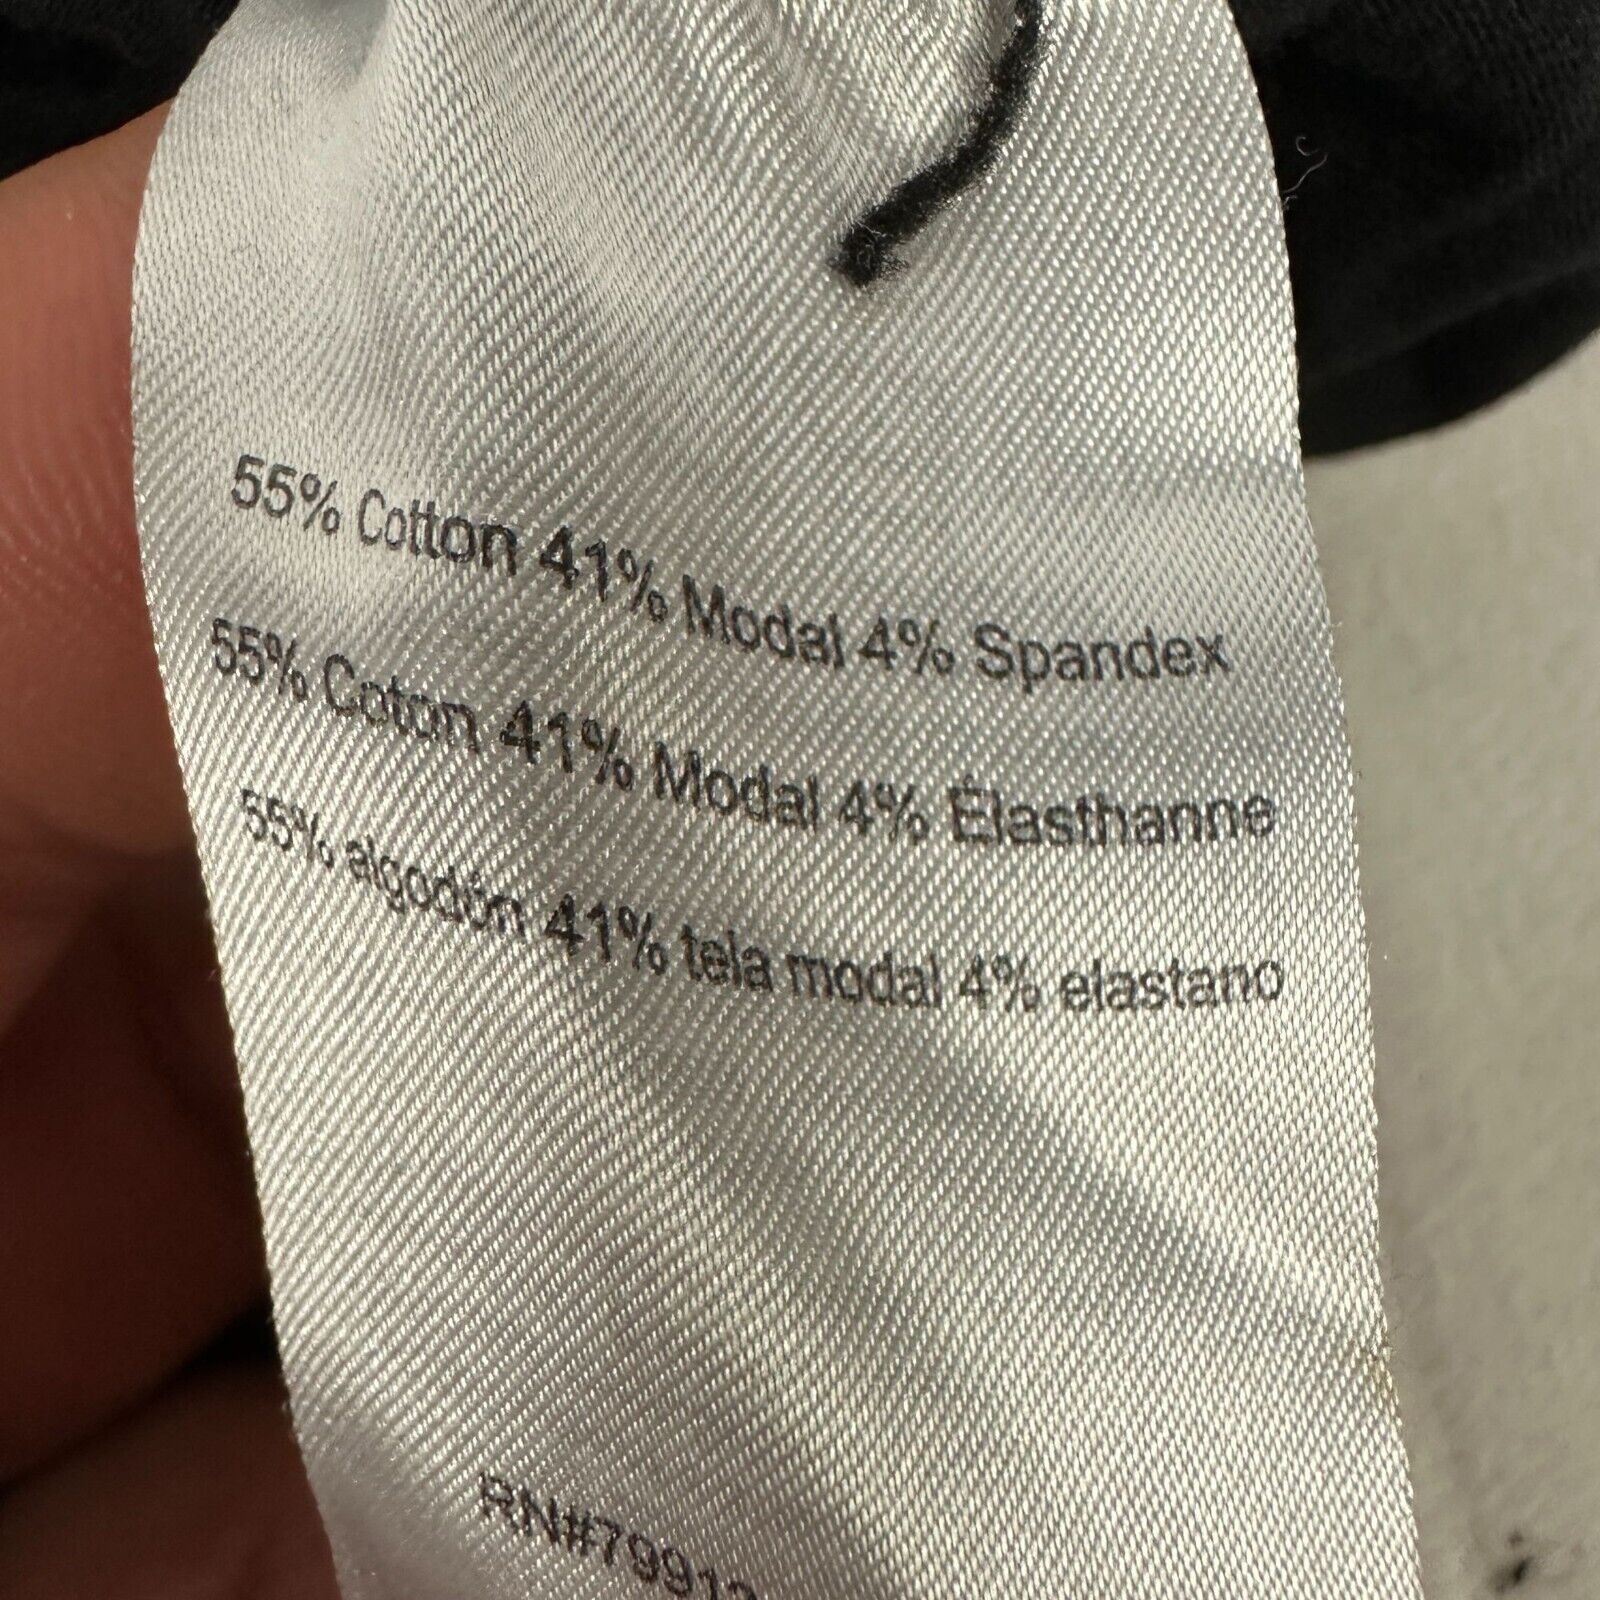 55% Cotton 41% Modal 4% Spandex
55% Coton 41% Modal 4% Élasthanne
55% algodón 41% tela modal 4% elastano